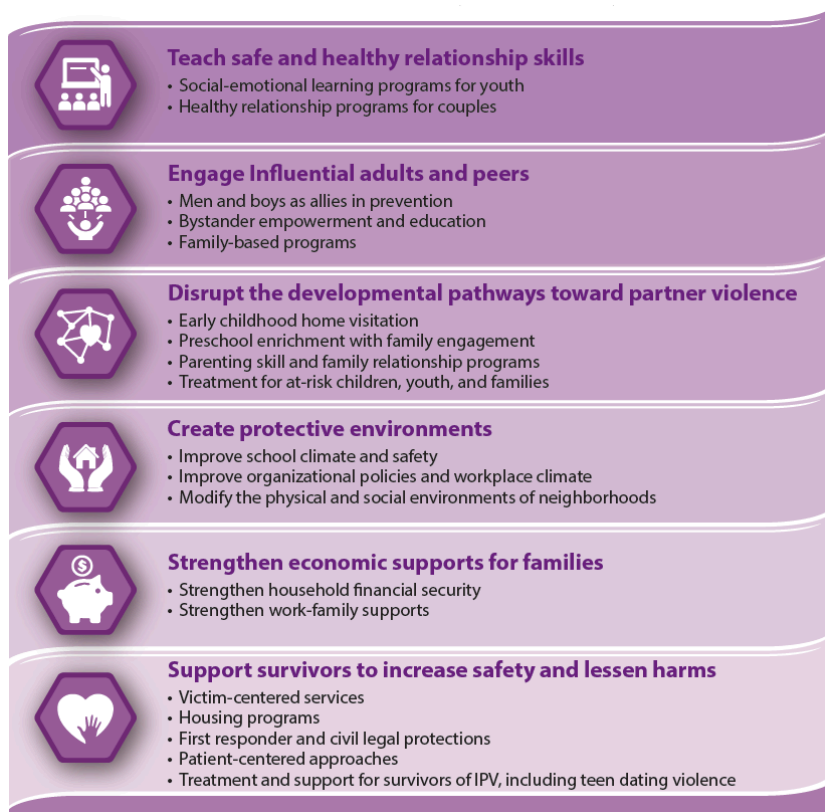 Teach safe and healthy relationship skills
• Social-emotional learning programs for youth
• Healthy relationship programs for couples
Engage Influential adults and peers
• Men and boys as allies in prevention
• Bystander empowerment and education
• Family-based programs
Disrupt the developmental pathways toward partner violence
• Early childhood home visitation
• Preschool enrichment with family engagement
• Parenting skill and family relationship programs
• Treatment for at-risk children, youth, and families
Create protective environments
• Improve school climate and safety
• Improve organizational policies and workplace climate
• Modify the physical and social environments of neighborhoods
$
Strengthen economic supports for families
• Strengthen household financial security
• Strengthen work-family supports
Support survivors to increase safety and lessen harms
• Victim-centered services
• Housing programs
• First responder and civil legal protections
• Patient-centered approaches
• Treatment and support for survivors of IPV, including teen dating violence